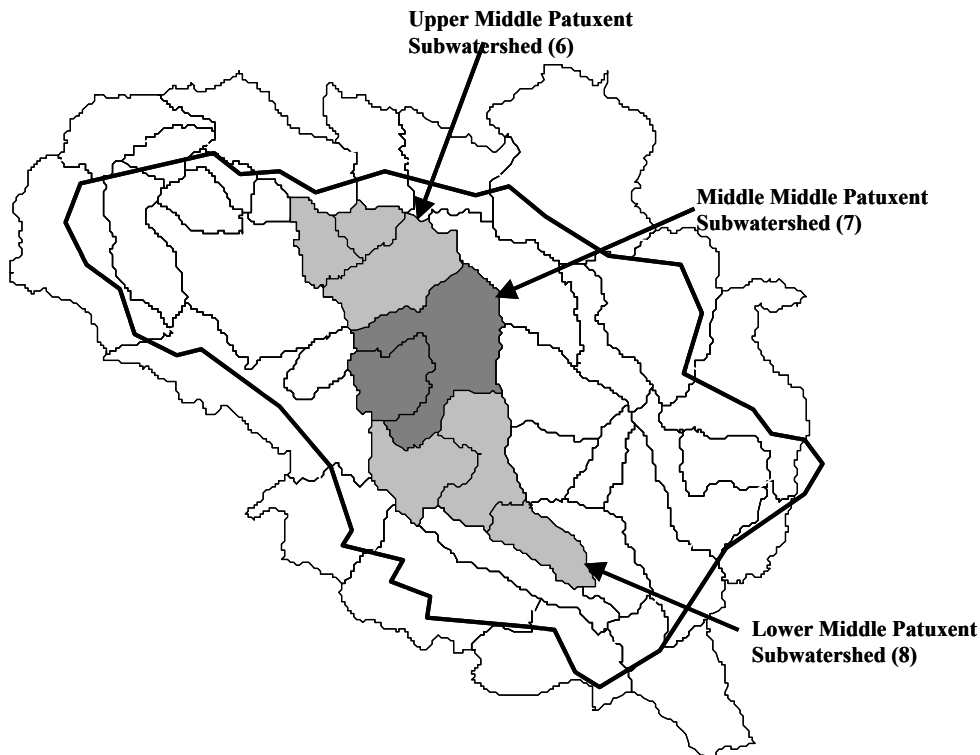 Upper Middle Patuxent
Subwatershed (6)
Middle Middle Patuxent
Subwatershed (7)
Lower Middle Patuxent
Subwatershed (8)